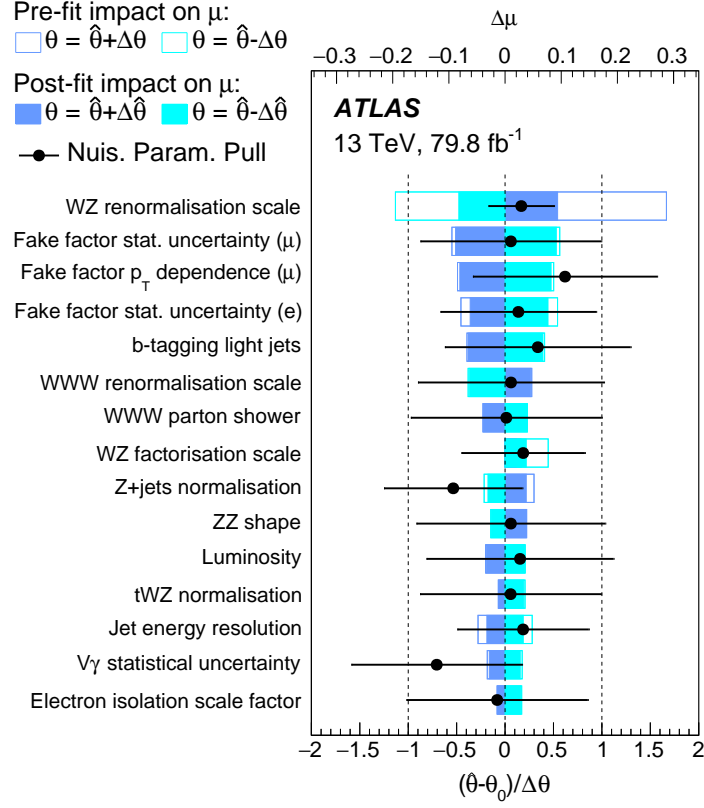 Pre-fit impact on μ:
θ = θ̂+Δθ θ = θ̂-Δθ
Post-fit impact on μ:
θ = θ̂+Δθ̂ θ = θ̂-Δθ̂
Nuis. Param. Pull
Δμ
−0.3 −0.2 −0.1 0 0.1 0.2 0.3
ATLAS
13 TeV, 79.8 fb⁻¹
WZ renormalisation scale
Fake factor stat. uncertainty (μ)
Fake factor p_T dependence (μ)
Fake factor stat. uncertainty (e)
b-tagging light jets
WWW renormalisation scale
WWW parton shower
WZ factorisation scale
Z+jets normalisation
ZZ shape
Luminosity
tWZ normalisation
Jet energy resolution
Vγ statistical uncertainty
Electron isolation scale factor
−2 −1.5 −1 −0.5 0 0.5 1 1.5 2
(θ̂-θ₀)/Δθ